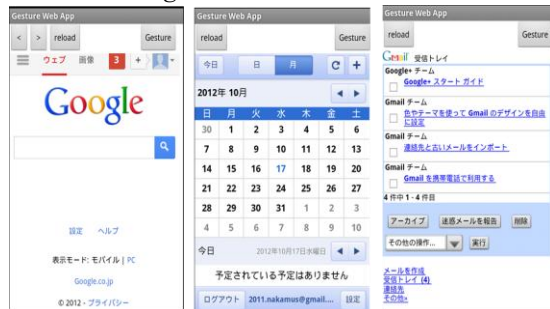 Gesture Web App
< > reload Gesture
ウェブ 画像 3 +
Google
設定 ヘルプ
表示モード: モバイル | PC
Google.co.jp
© 2012 - プライバシー
Gesture Web App
reload Gesture
今日 日 月 C +
2012年 10月
日 月 火 水 木 金 土
30 1 2 3 4 5 6
7 8 9 10 11 12 13
14 15 16 17 18 19 20
21 22 23 24 25 26 27
28 29 30 31 1 2 3
4 5 6 7 8 9 10
今日 2012年10月17日水曜日
予定されている予定はありません
ログアウト 2011.nakamus@gmail.... 設定
Gesture Web App
reload Gesture
Gmail 受信トレイ
Google+ チーム
Google+ スタート ガイド
Gmail チーム
色やテーマを使って Gmail のデザインを自由
に設定
Gmail チーム
連絡先と古いメールをインポート
Gmail チーム
Gmail を携帯電話で利用する
4 件中 1 - 4 件目
アーカイブ 迷惑メールを報告 削除
その他の操作... 実行
メールを作成
受信トレイ (4)
連絡先
その他»